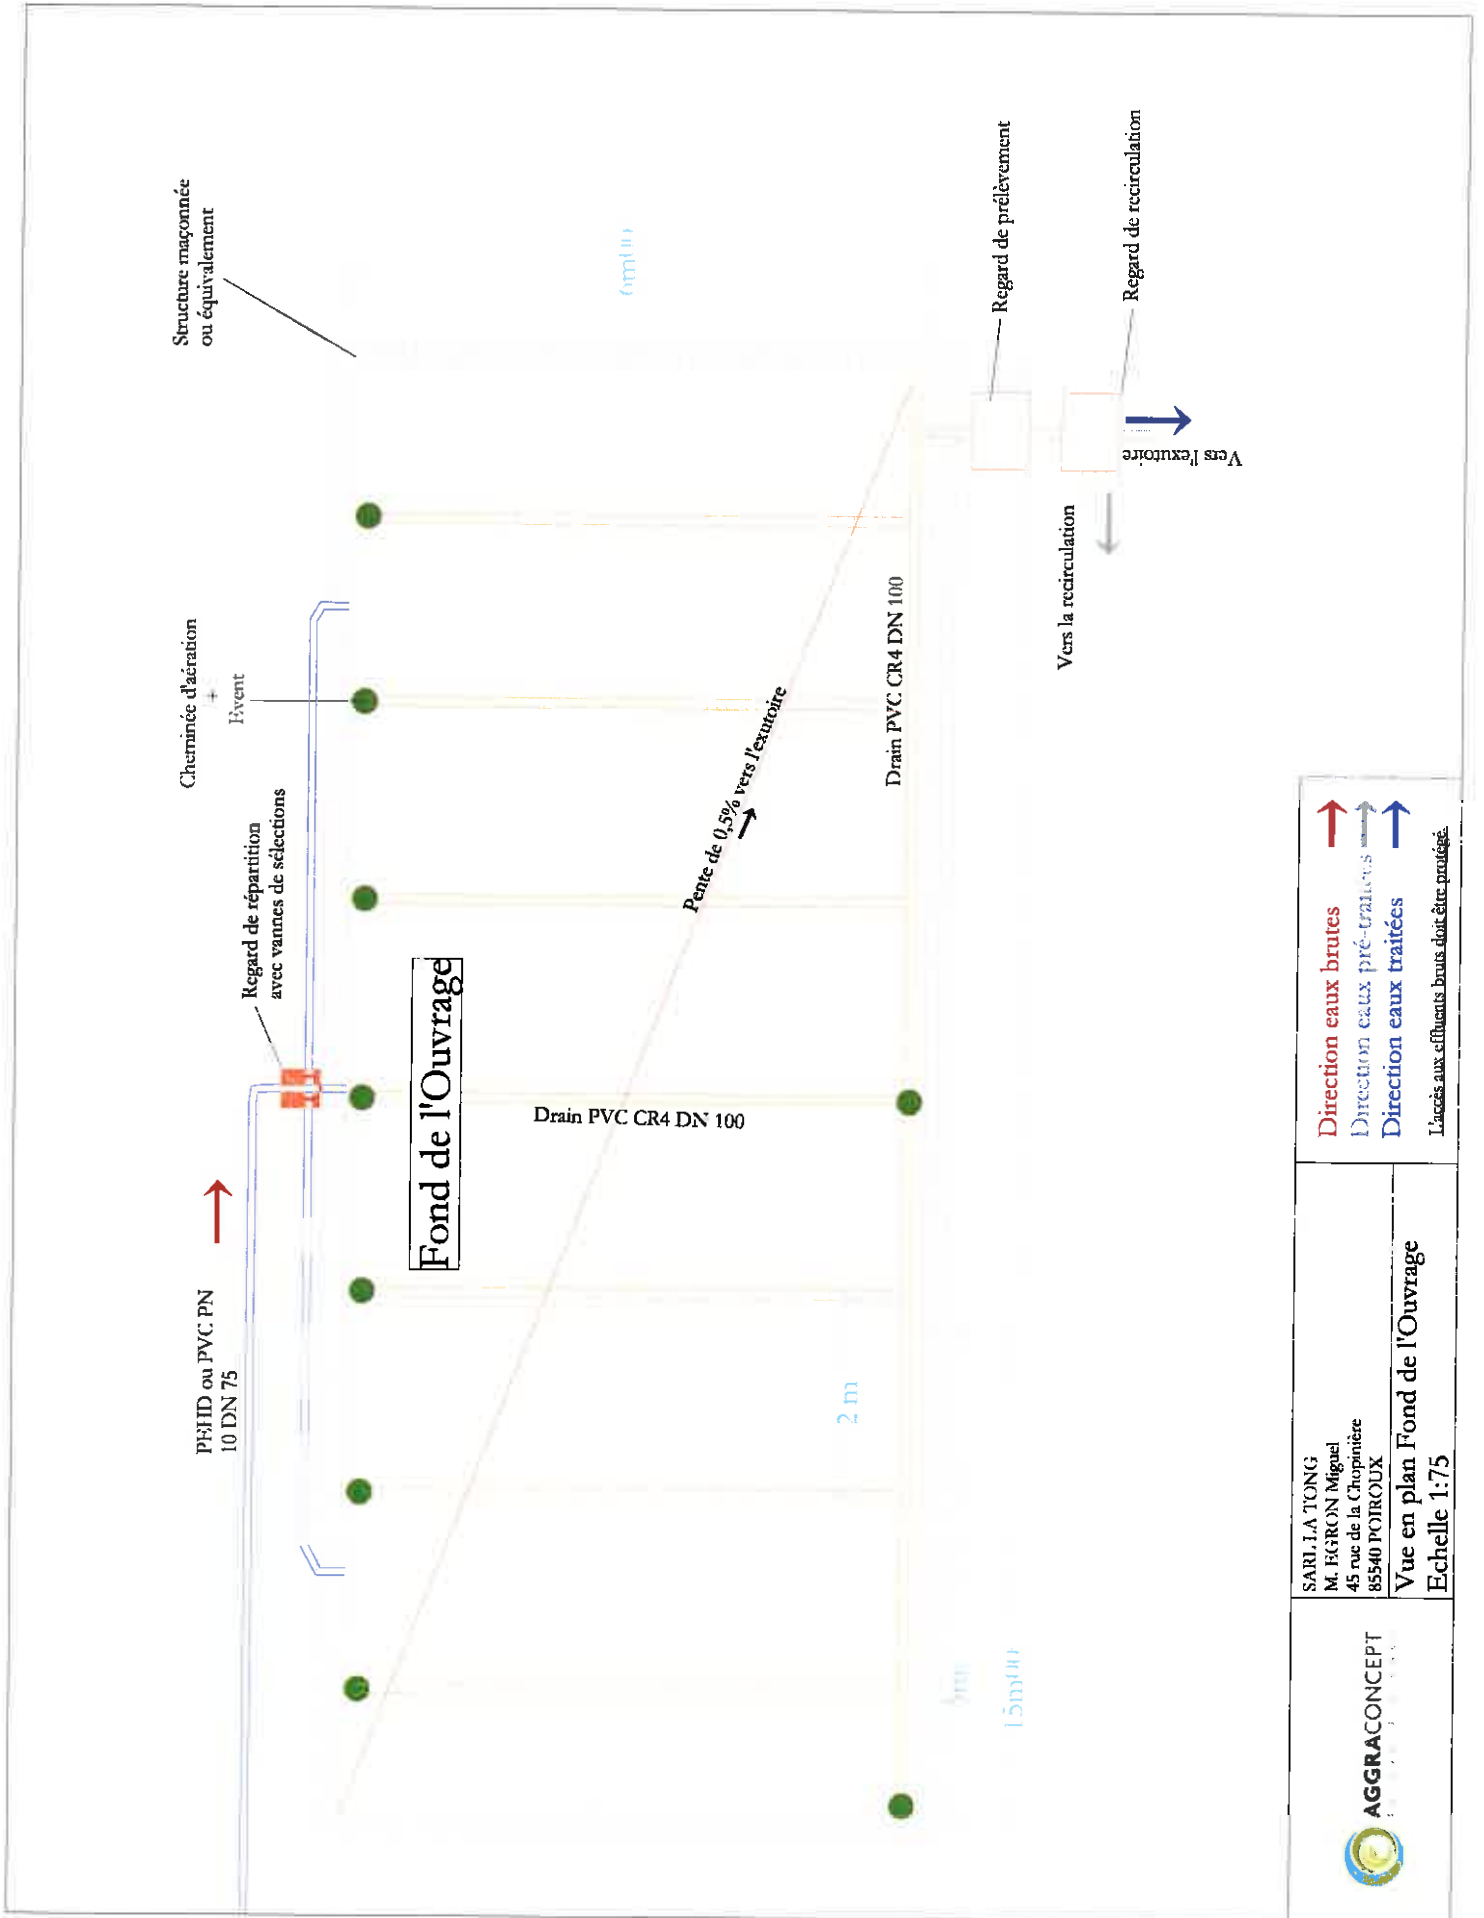 Structure maçonnée
ou équivalement
Cheminée d'aération
+
Event
Regard de répartition
avec vannes de sélections
PEHD ou PVC PN
10 DN 75
Fond de l'Ouvrage
Drain PVC CR4 DN 100
Pente de 0,5% vers l'exutoire
Drain PVC CR4 DN 100
2 m
15m00
Regard de prélèvement
Regard de recirculation
Vers l'exutoire
Vers la recirculation
AGGRACONCEPT
SARL LA TONG
M. EGRON Miguel
45 rue de la Chopinière
85540 POIROUX
Vue en plan Fond de l'Ouvrage
Echelle 1:75
Direction eaux brutes
Direction eaux pré-traitées
Direction eaux traitées
L'accès aux effluents bruts doit être protégé.